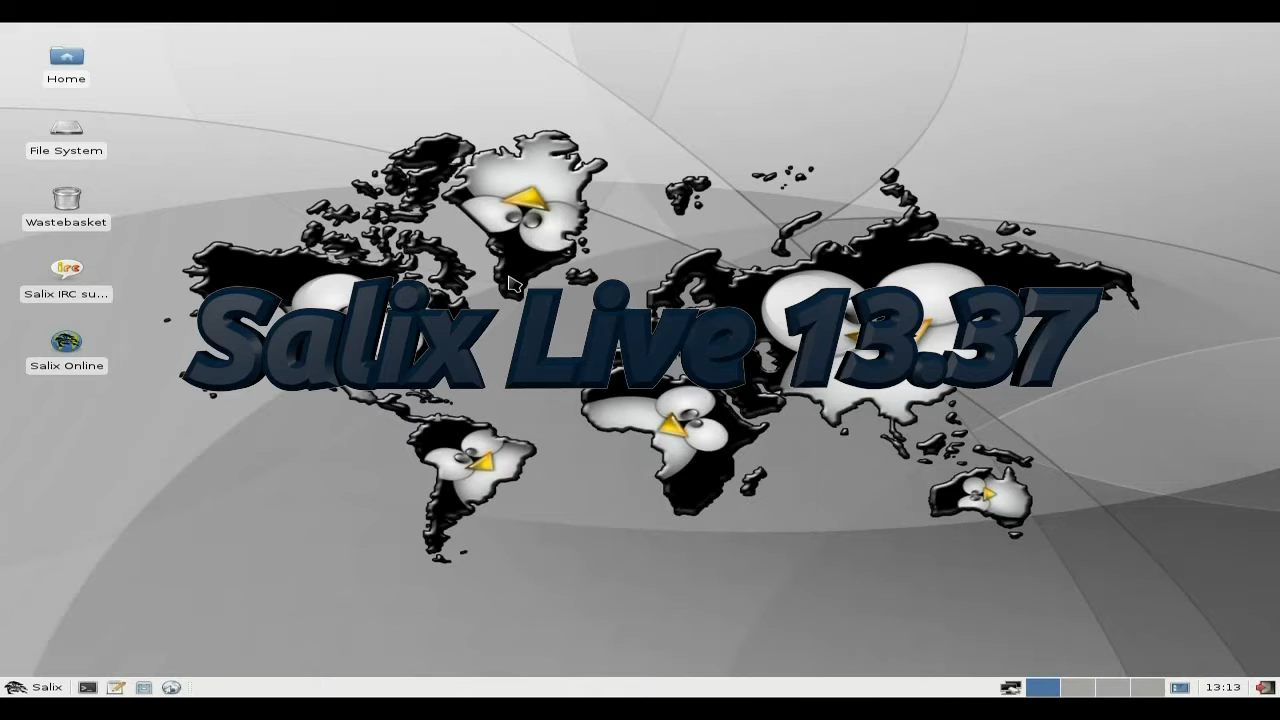 Home
File System
Wastebasket
irc
Salix IRC su...
Salix Online
Salix Live 13.37
Salix
13:13